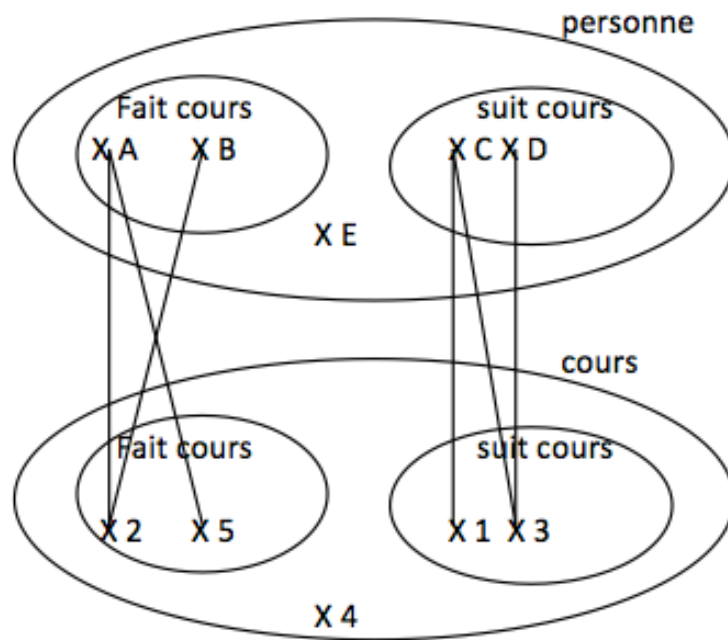 personne
Fait cours suit cours
X A X B X C X D
X E
cours
Fait cours suit cours
X 2 X 5 X 1 X 3
X 4